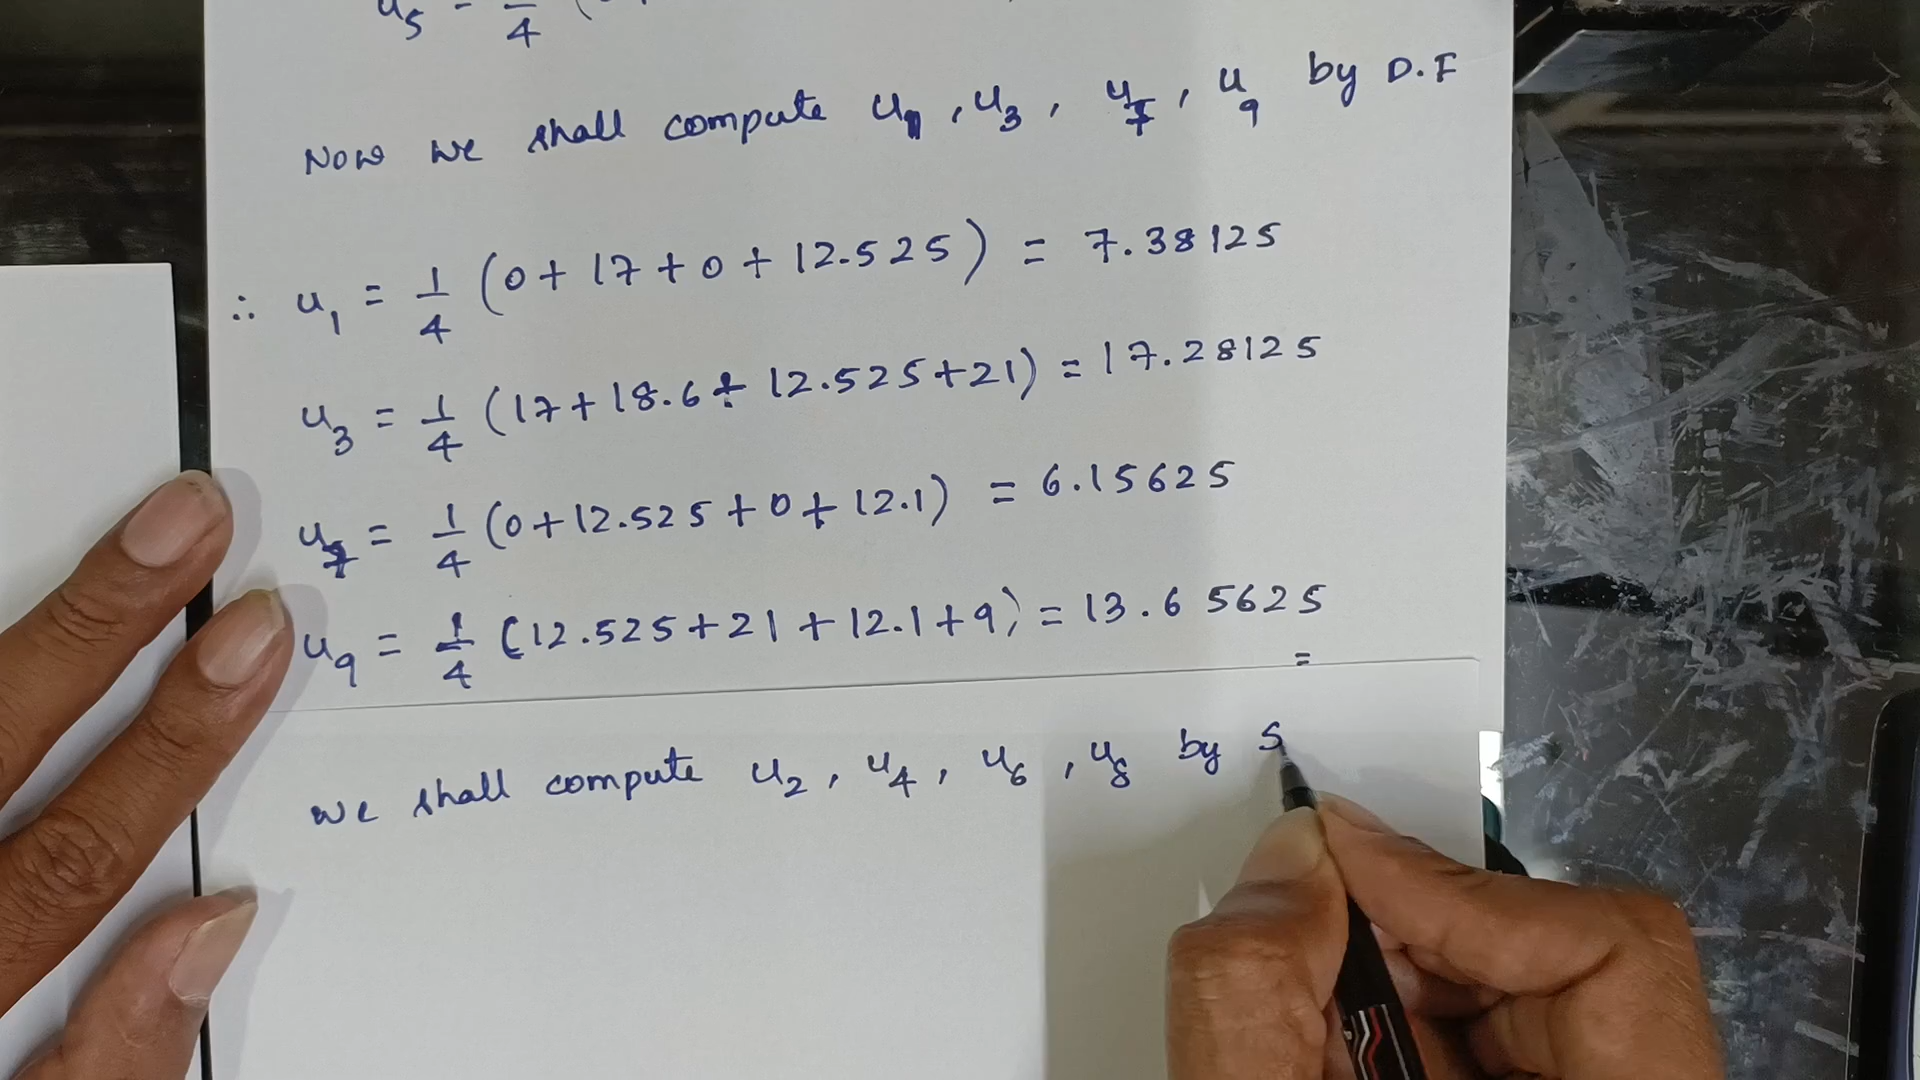 u₅ = 1/4 (
Now we shall compute u₁, u₃, u₇, u₉ by D.F
∴ u₁ = 1/4 (0+17+0+12.525) = 7.38125
u₃ = 1/4 (17+18.6+12.525+21) = 17.28125
u₇ = 1/4 (0+12.525+0+12.1) = 6.15625
u₉ = 1/4 (12.525+21+12.1+9) = 13.65625
=
we shall compute u₂, u₄, u₆, u₈ by S